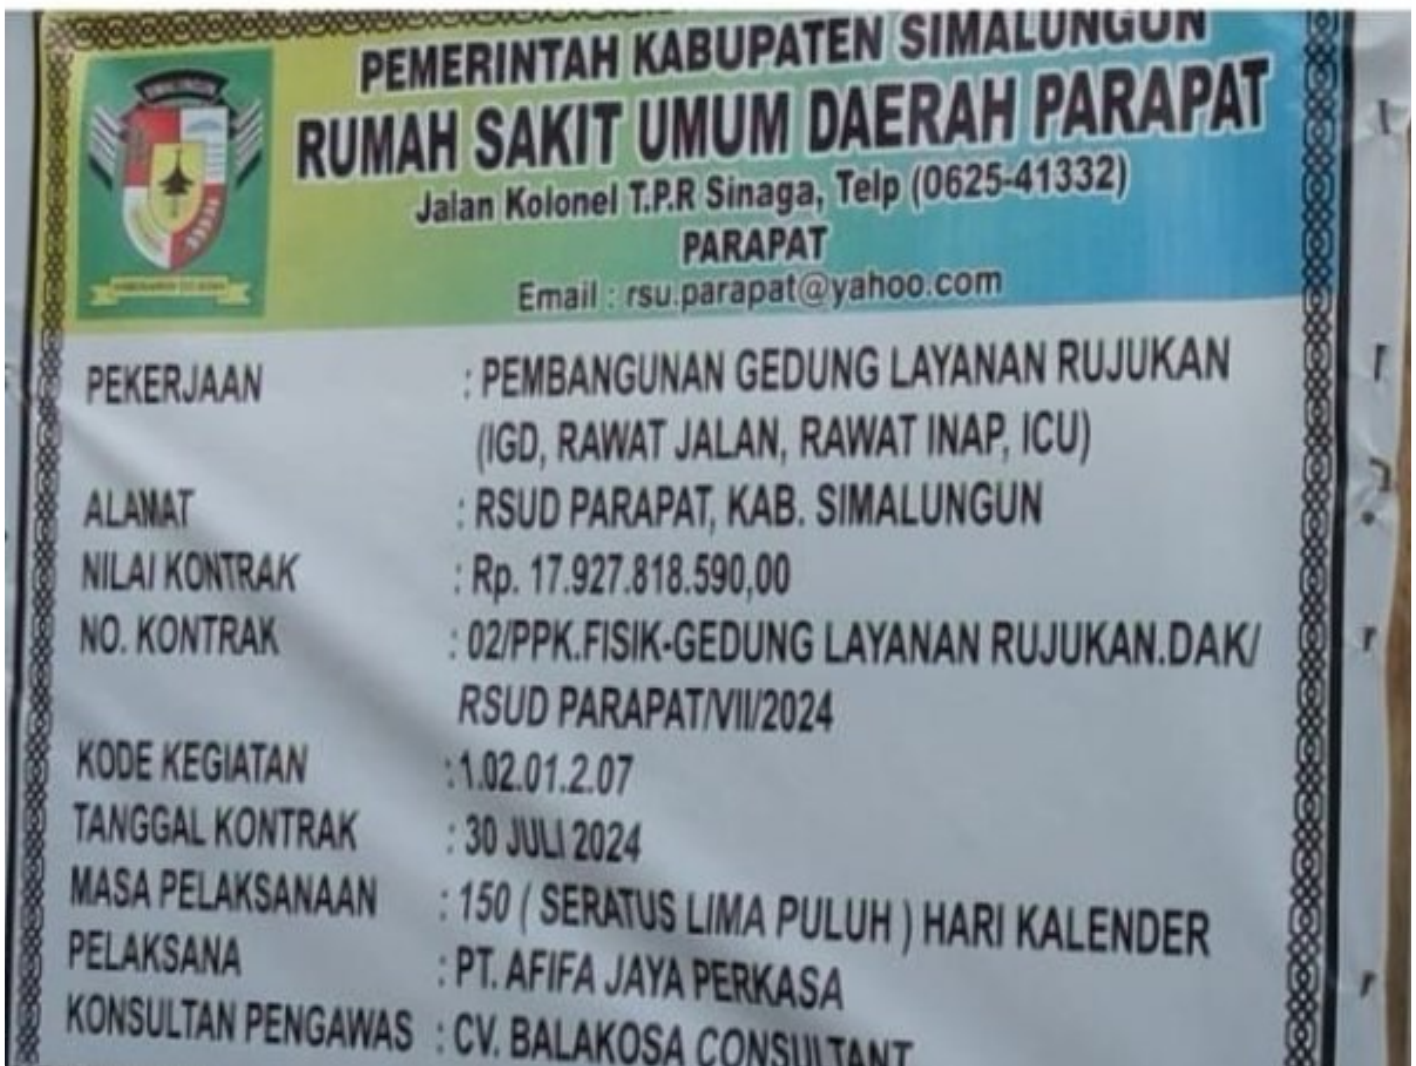 PEMERINTAH KABUPATEN SIMALUNGUN
RUMAH SAKIT UMUM DAERAH PARAPAT
Jalan Kolonel T.P.R Sinaga, Telp (0625-41332)
PARAPAT
Email : rsu.parapat@yahoo.com
PEKERJAAN : PEMBANGUNAN GEDUNG LAYANAN RUJUKAN
(IGD, RAWAT JALAN, RAWAT INAP, ICU)
ALAMAT : RSUD PARAPAT, KAB. SIMALUNGUN
NILAI KONTRAK : Rp. 17.927.818.590,00
NO. KONTRAK : 02/PPK.FISIK-GEDUNG LAYANAN RUJUKAN.DAK/
RSUD PARAPAT/VII/2024
KODE KEGIATAN : 1.02.01.2.07
TANGGAL KONTRAK : 30 JULI 2024
MASA PELAKSANAAN : 150 ( SERATUS LIMA PULUH ) HARI KALENDER
PELAKSANA : PT. AFIFA JAYA PERKASA
KONSULTAN PENGAWAS : CV. BALAKOSA CONSULTANT